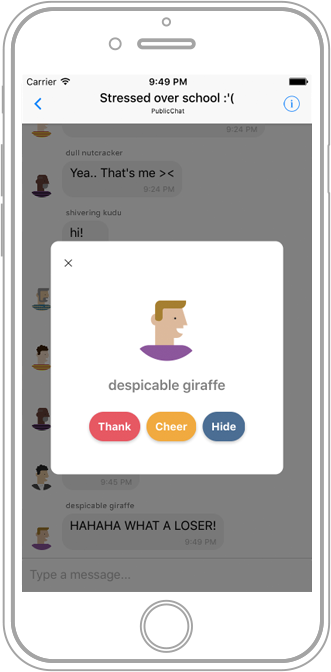 Carrier 9:49 PM
Stressed over school :'(
PublicChat
9:24 PM
dull nutcracker
Yea.. That's me ><
9:24 PM
shivering kudu
hi!
despicable giraffe
Thank Cheer Hide
9:45 PM
despicable giraffe
HAHAHA WHAT A LOSER!
9:49 PM
Type a message...